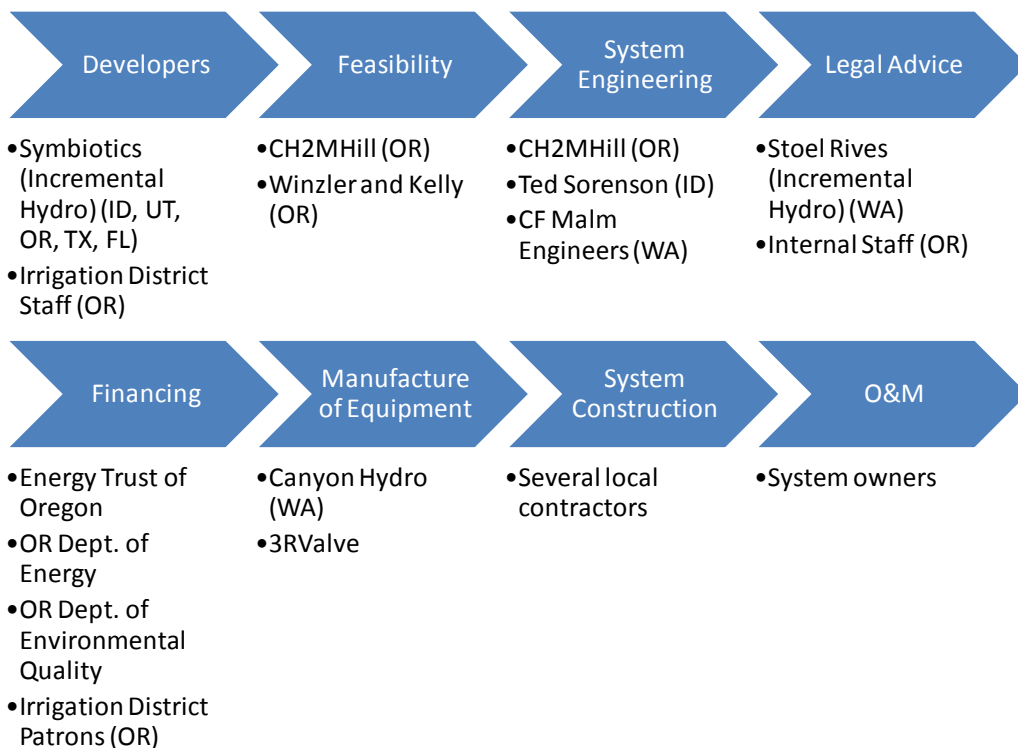 Developers
Feasibility
System
Engineering
Legal Advice
•Symbiotics
(Incremental
Hydro) (ID, UT,
OR, TX, FL)
•Irrigation District
Staff (OR)
•CH2MHill (OR)
•Winzler and Kelly
(OR)
•CH2MHill (OR)
•Ted Sorenson (ID)
•CF Malm
Engineers (WA)
•Stoel Rives
(Incremental
Hydro) (WA)
•Internal Staff (OR)
Financing
Manufacture
of Equipment
System
Construction
O&M
•Energy Trust of
Oregon
•OR Dept. of
Energy
•OR Dept. of
Environmental
Quality
•Irrigation District
Patrons (OR)
•Canyon Hydro
(WA)
•3RValve
•Several local
contractors
•System owners